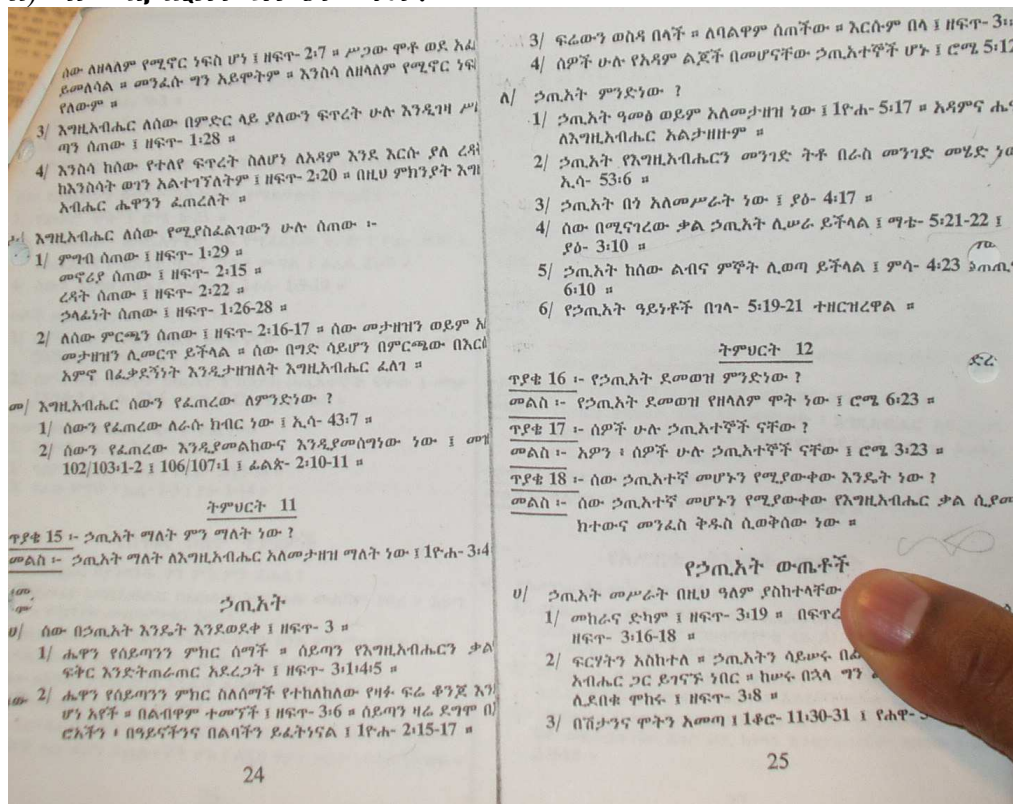 ሰው ለዘላለም የሚኖር ነፍስ ሆነ ፤ ዘፍጥ- 2፡7 ። ሥጋው ሞቶ ወደ አፈ
ይመለሳል ። መንፈሱ ግን አይሞትም ። እንስሳ ለዘላለም የሚኖር ነፍ
የለውም ።
3/ እግዚአብሔር ለሰው በምድር ላይ ያለውን ፍጥረት ሁሉ እንዲገዛ ሥ
ጣን ሰጠው ፤ ዘፍጥ- 1፡28 ።
4/ እንስሳ ከሰው የተለየ ፍጥረት ስለሆነ ለአዳም እንደ እርሱ ያለ ረዳ
ከእንስሳት ወገን አልተገኘለትም ፤ ዘፍጥ- 2፡20 ። በዚህ ምክንያት እግ
አብሔር ሔዋንን ፈጠረለት ።
እግዚአብሔር ለሰው የሚያስፈልገውን ሁሉ ሰጠው ፡-
1/ ምግብ ሰጠው ፤ ዘፍጥ- 1፡29 ።
መኖሪያ ሰጠው ፤ ዘፍጥ- 2፡15 ።
ረዳት ሰጠው ፤ ዘፍጥ- 2፡22 ።
ኃላፊነት ሰጠው ፤ ዘፍጥ- 1፡26-28 ።
2/ ለሰው ምርጫን ሰጠው ፤ ዘፍጥ- 2፡16-17 ። ሰው መታዘዝን ወይም አ
መታዘዝን ሊመርጥ ይችላል ። ሰው በግድ ሳይሆን በምርጫው በእር
አምኖ በፈቃደኝነት እንዲታዘዝለት እግዚአብሔር ፈለገ ።
መ/ እግዚአብሔር ሰውን የፈጠረው ለምንድነው ?
1/ ሰውን የፈጠረው ለራሱ ክብር ነው ፤ ኢሳ- 43፡7 ።
2/ ሰውን የፈጠረው እንዲያመልከውና እንዲያመሰግነው ነው ፤ መዝ
102/103፡1-2 ፤ 106/107፡1 ፤ ፊልጵ- 2፡10-11 ።
ትምህርት 11
ጥያቄ 15 ፡- ኃጢአት ማለት ምን ማለት ነው ?
መልስ ፡- ኃጢአት ማለት ለእግዚአብሔር አለመታዘዝ ማለት ነው ፤ 1ዮሐ- 3፡4
ኃጢአት
ሀ/ ሰው በኃጢአት እንዴት እንደወደቀ ፤ ዘፍጥ- 3 ።
1/ ሔዋን የሰይጣንን ምክር ሰማች ። ሰይጣን የእግዚአብሔርን ቃል
ፍቅር እንድትጠራጠር አደረጋት ፤ ዘፍጥ- 3፡1፡4፡5 ።
2/ ሔዋን የሰይጣንን ምክር ስለሰማች የተከለከለው የዛፉ ፍሬ ቆንጆ እን
ሆነ አየች ። በልብዋም ተመኘች ፤ ዘፍጥ- 3፡6 ። ሰይጣን ዛሬ ደግሞ በ
ሮአችን ፣ በዓይናችንና በልባችን ይፈትነናል ፤ 1ዮሐ- 2፡15-17 ።
24
3/ ፍሬውን ወስዳ በላች ። ለባልዋም ሰጠችው ። እርሱም በላ ፤ ዘፍጥ- 3፡
4/ ሰዎች ሁሉ የአዳም ልጆች በመሆናቸው ኃጢአተኞች ሆኑ ፤ ሮሜ 5፡12
ለ/ ኃጢአት ምንድነው ?
1/ ኃጢአት ዓመፅ ወይም አለመታዘዝ ነው ፤ 1ዮሐ- 5፡17 ። አዳምና ሔ
ለእግዚአብሔር አልታዘዙም ።
2/ ኃጢአት የእግዚአብሔርን መንገድ ትቶ በራስ መንገድ መሄድ ነው
ኢሳ- 53፡6 ።
3/ ኃጢአት በጎ አለመሥራት ነው ፤ ያዕ- 4፡17 ።
4/ ሰው በሚናገረው ቃል ኃጢአት ሊሠራ ይችላል ፤ ማቴ- 5፡21-22 ፤
ያዕ- 3፡10 ።
5/ ኃጢአት ከሰው ልብና ምኞት ሊወጣ ይችላል ፤ ምሳ- 4፡23
6፡10 ።
6/ የኃጢአት ዓይነቶች በገላ- 5፡19-21 ተዘርዝረዋል ።
ትምህርት 12
ጥያቄ 16 ፡- የኃጢአት ደመወዝ ምንድነው ?
መልስ ፡- የኃጢአት ደመወዝ የዘላለም ሞት ነው ፤ ሮሜ 6፡23 ።
ጥያቄ 17 ፡- ሰዎች ሁሉ ኃጢአተኞች ናቸው ?
መልስ ፡- አዎን ፣ ሰዎች ሁሉ ኃጢአተኞች ናቸው ፤ ሮሜ 3፡23 ።
ጥያቄ 18 ፡- ሰው ኃጢአተኛ መሆኑን የሚያውቀው እንዴት ነው ?
መልስ ፡- ሰው ኃጢአተኛ መሆኑን የሚያውቀው የእግዚአብሔር ቃል ሲያመ
ከተውና መንፈስ ቅዱስ ሲወቅሰው ነው ።
የኃጢአት ውጤቶች
ሀ/ ኃጢአት መሥራት በዚህ ዓለም ያስከተላቸው
1/ መከራና ድካም ፤ ዘፍጥ- 3፡19 ። በፍጥረ
ዘፍጥ- 3፡16-18 ።
2/ ፍርሃትን አስከተለ ። ኃጢአትን ሳይሠሩ በፊ
አብሔር ጋር ይገናኙ ነበር ። ከሠሩ በኋላ ግን
ሊደበቁ ሞከሩ ፤ ዘፍጥ- 3፡8 ።
3/ በሽታንና ሞትን አመጣ ፤ 1ቆሮ- 11፡30-31 ፤ የሐዋ-
25